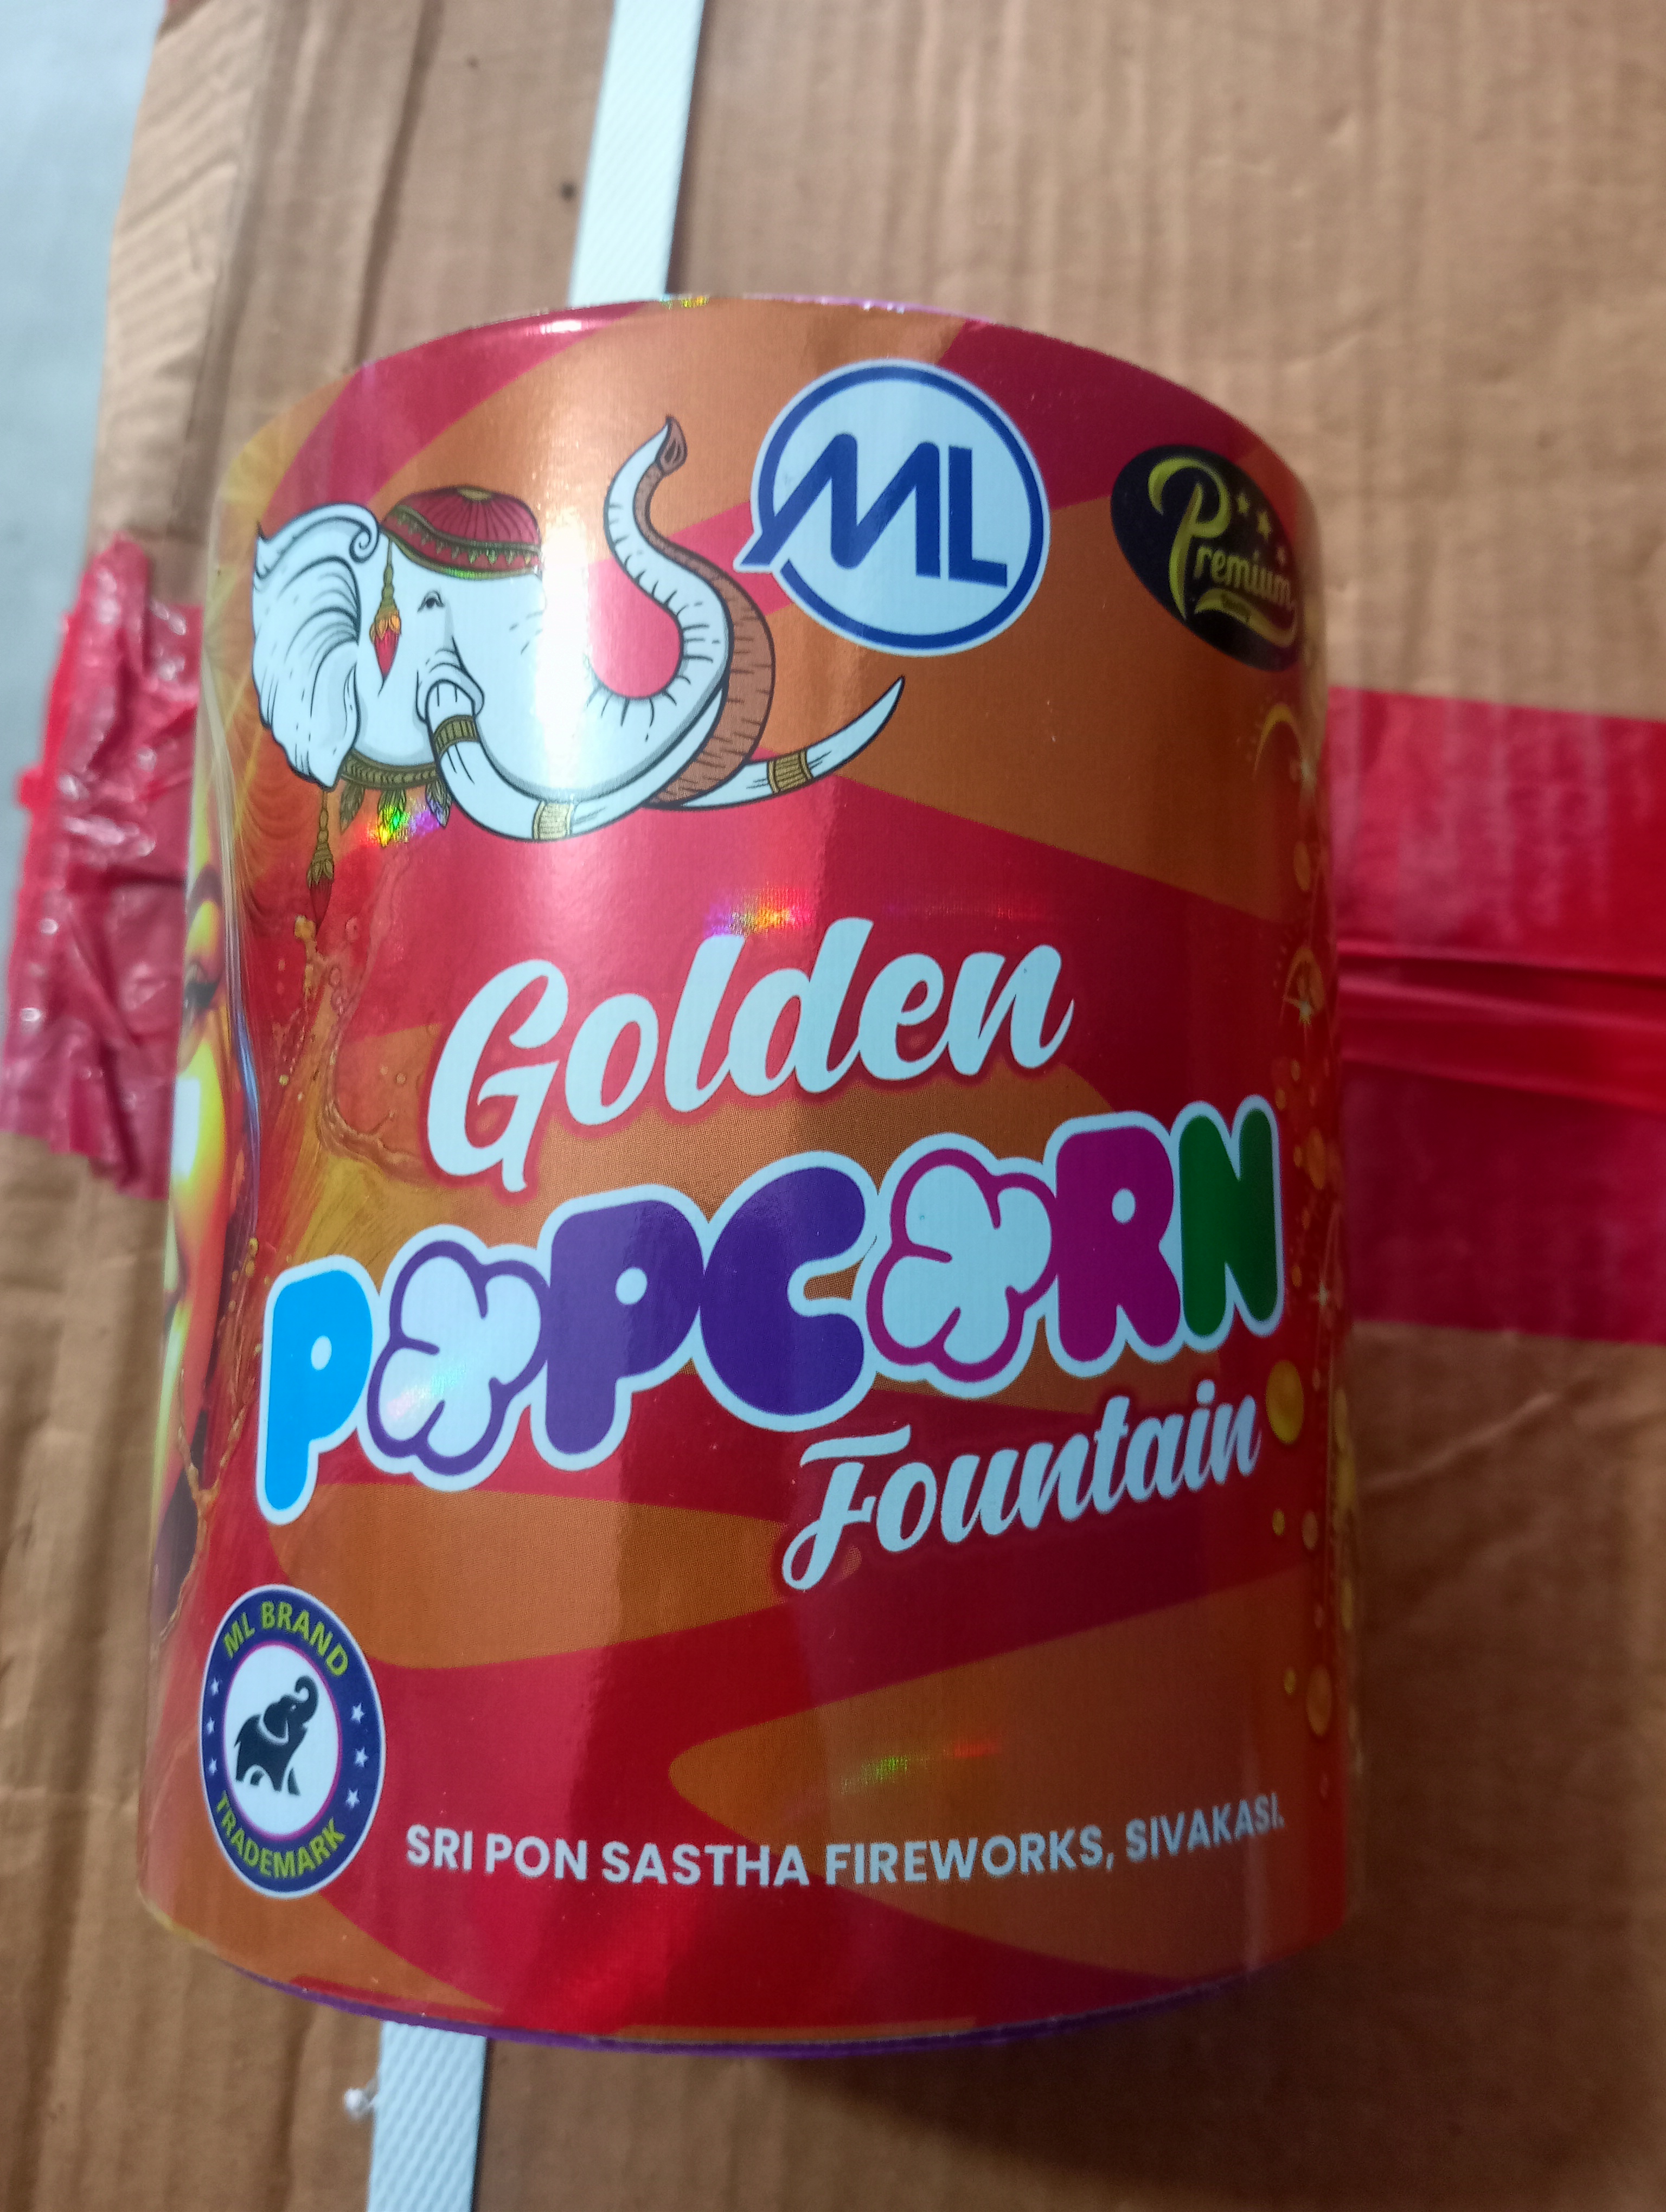 ML
Premium
Golden
POPCORN
Fountain
ML BRAND
TRADEMARK
SRI PON SASTHA FIREWORKS, SIVAKASI.